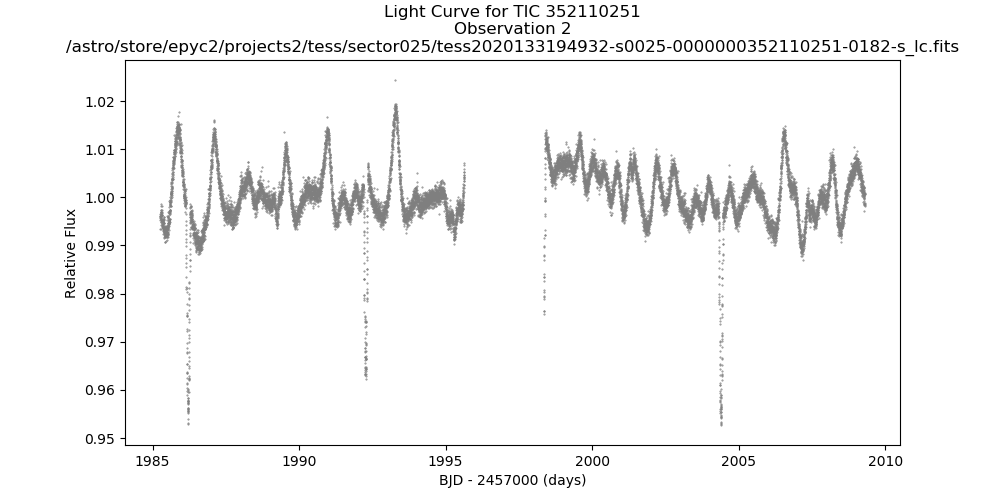 Light Curve for TIC 352110251
Observation 2
/astro/store/epyc2/projects2/tess/sector025/tess2020133194932-s0025-0000000352110251-0182-s_lc.fits
1.02
1.01
1.00
0.99
0.98
0.97
0.96
0.95
Relative Flux
1985
1990
1995
2000
2005
2010
BJD - 2457000 (days)